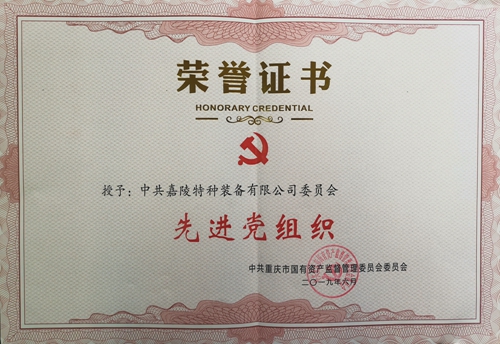 荣誉证书
HONORARY CREDENTIAL
授予：中共嘉陵特种装备有限公司委员会
先进党组织
中共重庆市国有资产监督管理委员会委员会
二〇一九年六月